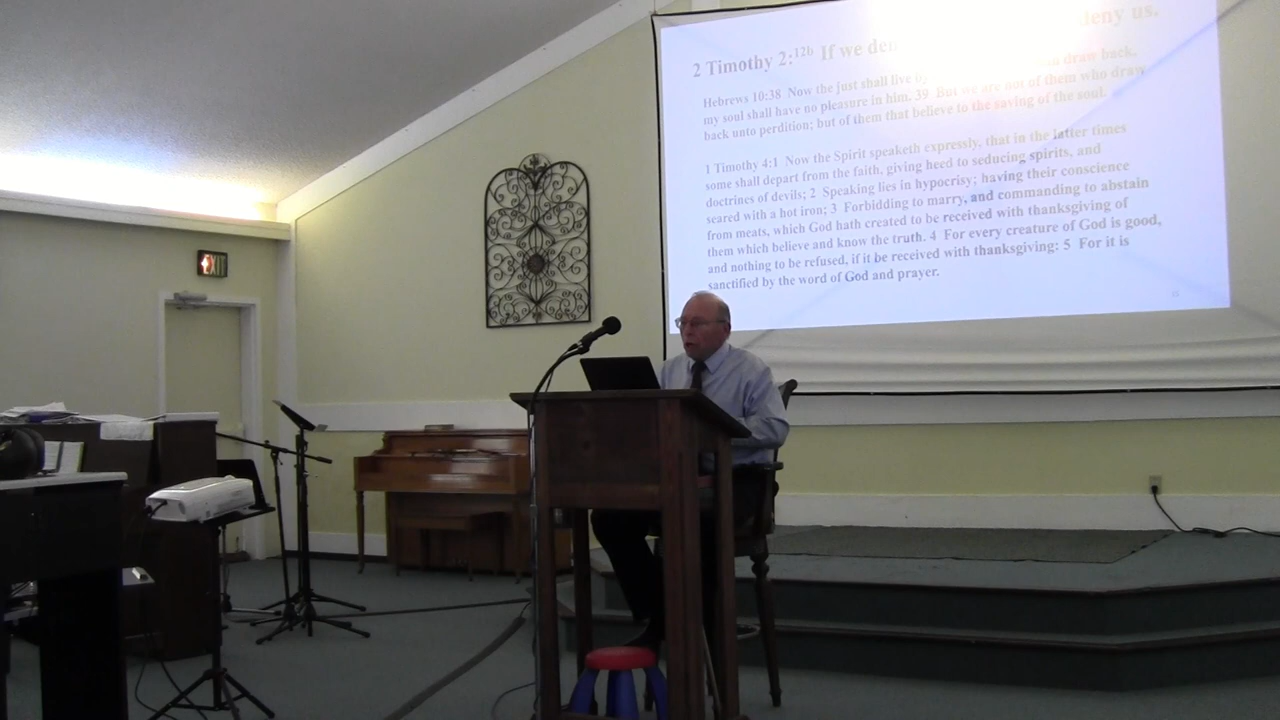 2 Timothy 2:12b If we deny us.
Hebrews 10:38 Now the just shall live draw back,
my soul shall have no pleasure in him. 39 But we are not of them who draw
back unto perdition; but of them that believe to the saving of the soul.
1 Timothy 4:1 Now the Spirit speaketh expressly, that in the latter times
some shall depart from the faith, giving heed to seducing spirits, and
doctrines of devils; 2 Speaking lies in hypocrisy; having their conscience
seared with a hot iron; 3 Forbidding to marry, and commanding to abstain
from meats, which God hath created to be received with thanksgiving of
them which believe and know the truth. 4 For every creature of God is good,
and nothing to be refused, if it be received with thanksgiving: 5 For it is
sanctified by the word of God and prayer.
EXIT